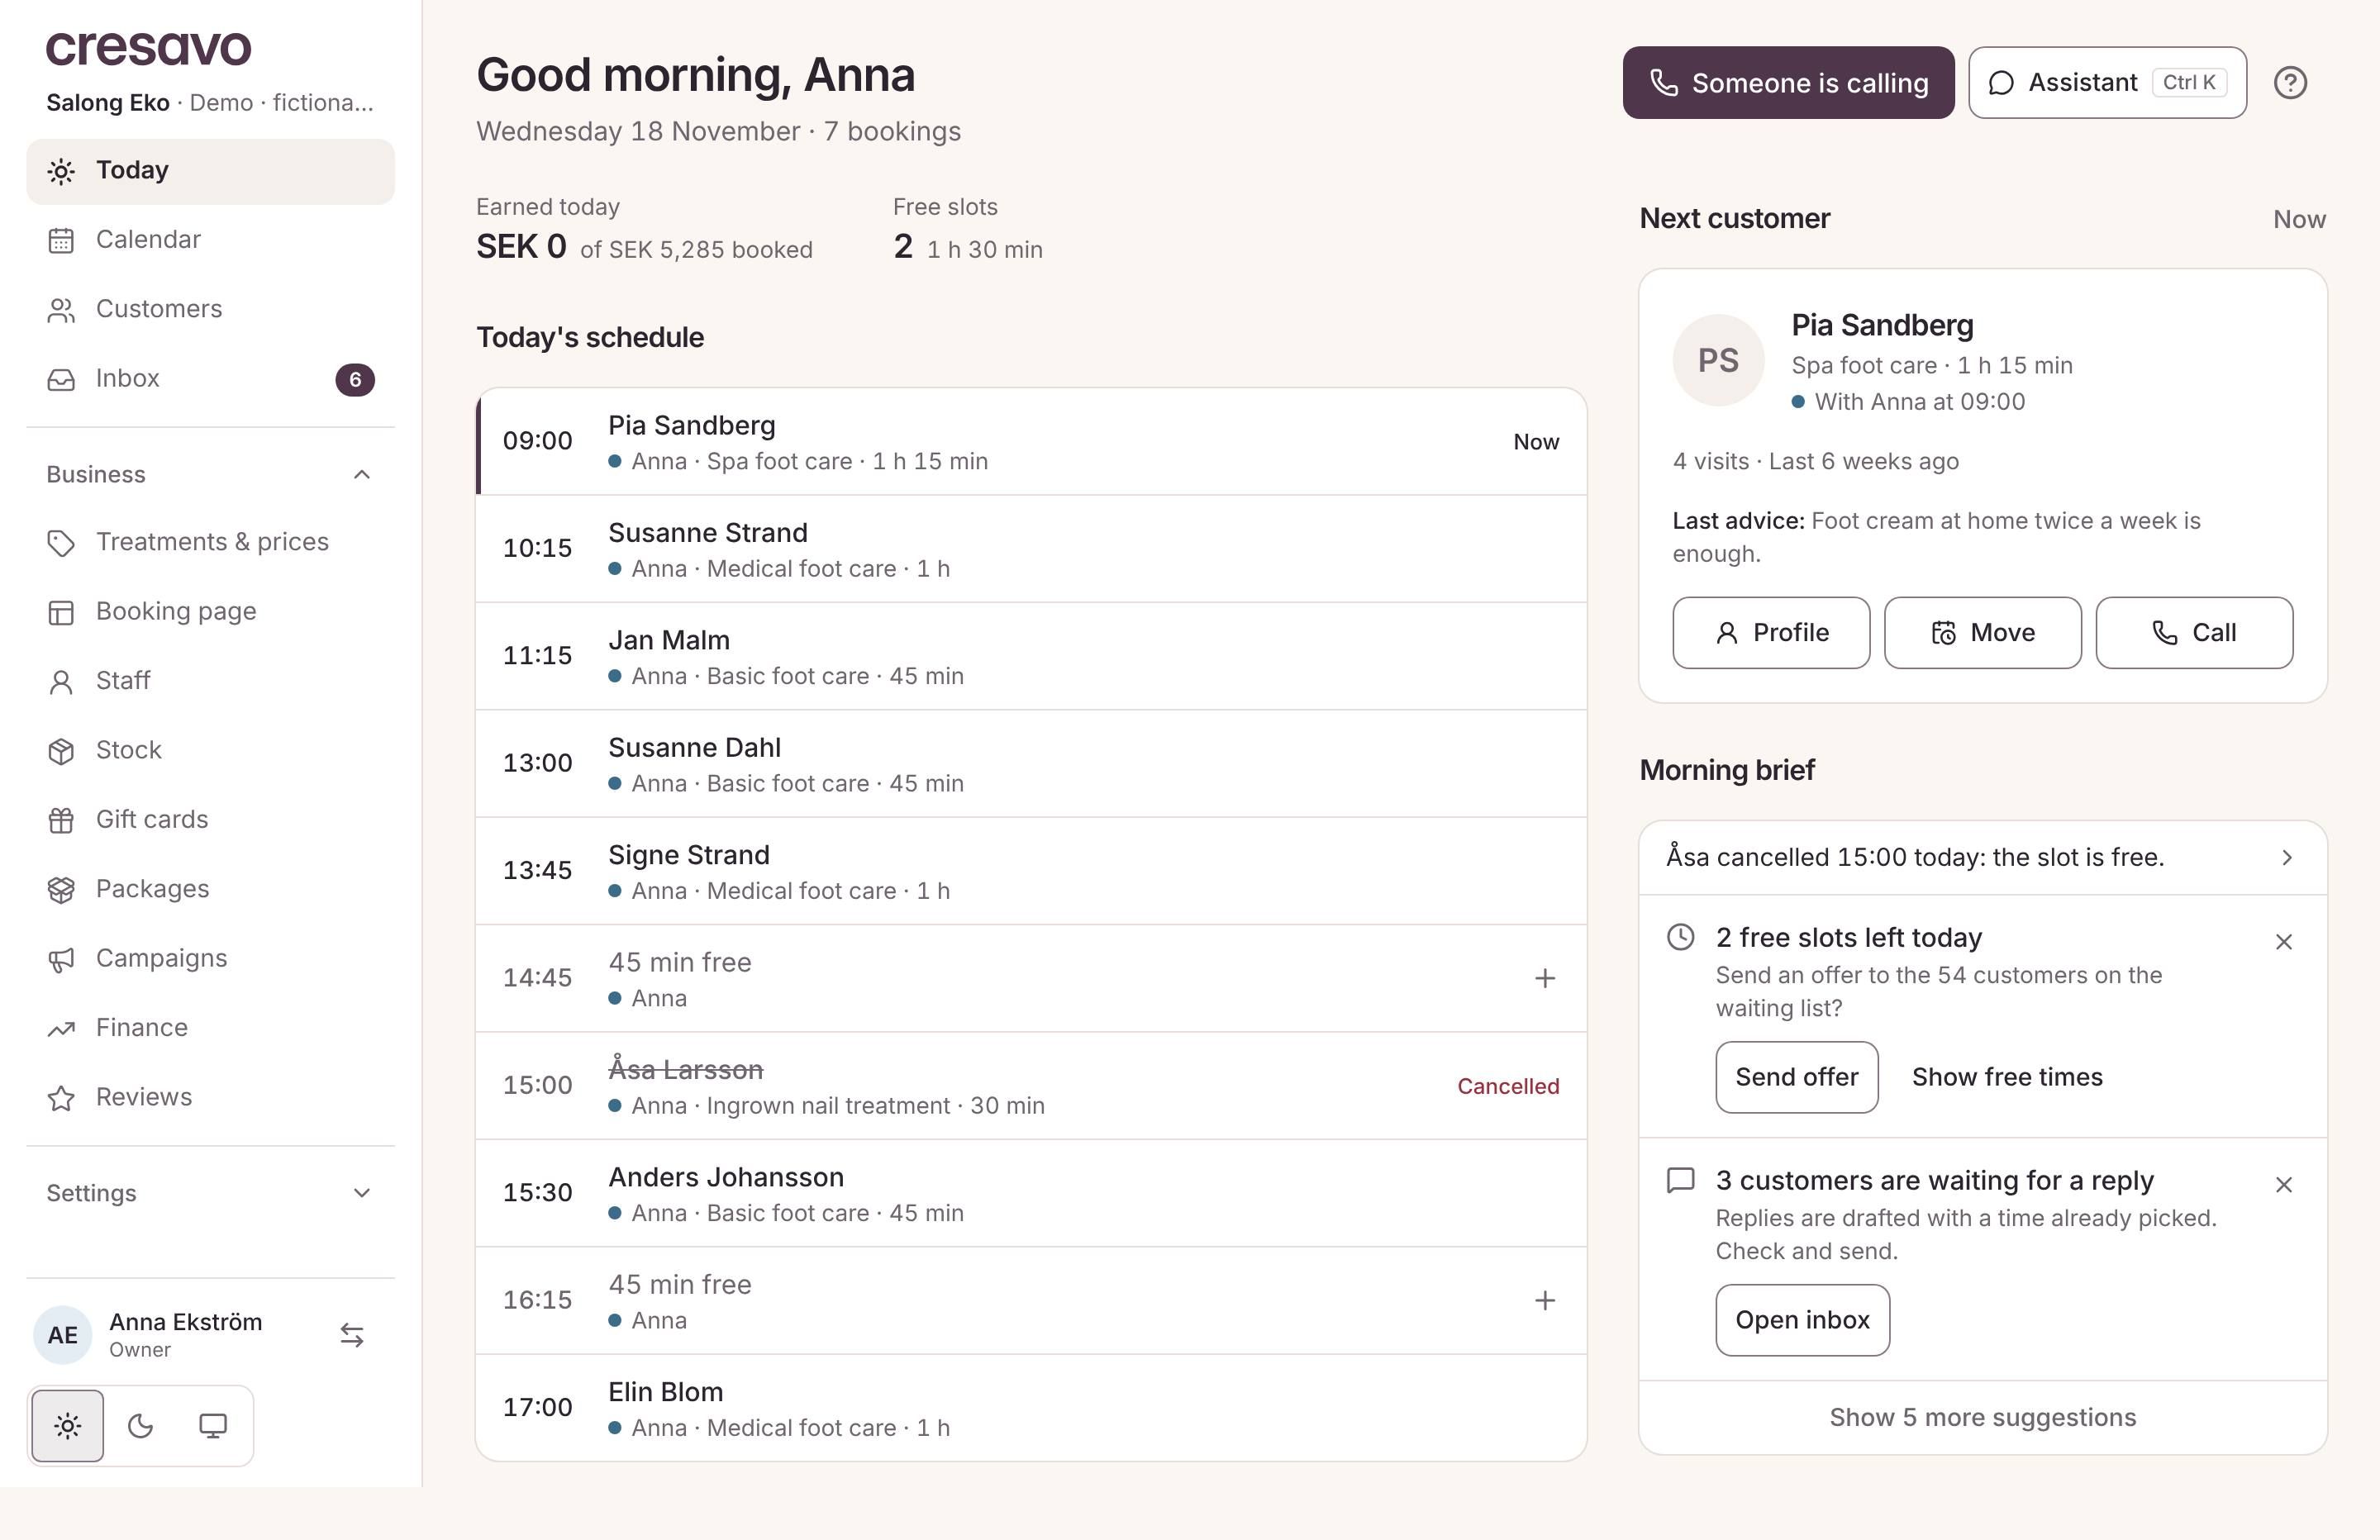 cresavo
Salong Eko · Demo · fictiona...
Today
Calendar
Customers
Inbox 6
Business
Treatments & prices
Booking page
Staff
Stock
Gift cards
Packages
Campaigns
Finance
Reviews
Settings
AE Anna Ekström
Owner
Good morning, Anna
Wednesday 18 November · 7 bookings
Someone is calling
Assistant Ctrl K
Earned today
SEK 0 of SEK 5,285 booked
Free slots
2 1 h 30 min
Today's schedule
09:00 Pia Sandberg
Anna · Spa foot care · 1 h 15 min
Now
10:15 Susanne Strand
Anna · Medical foot care · 1 h
11:15 Jan Malm
Anna · Basic foot care · 45 min
13:00 Susanne Dahl
Anna · Basic foot care · 45 min
13:45 Signe Strand
Anna · Medical foot care · 1 h
14:45 45 min free
Anna
15:00 Åsa Larsson
Anna · Ingrown nail treatment · 30 min
Cancelled
15:30 Anders Johansson
Anna · Basic foot care · 45 min
16:15 45 min free
Anna
17:00 Elin Blom
Anna · Medical foot care · 1 h
Next customer Now
PS Pia Sandberg
Spa foot care · 1 h 15 min
With Anna at 09:00
4 visits · Last 6 weeks ago
Last advice: Foot cream at home twice a week is
enough.
Profile Move Call
Morning brief
Åsa cancelled 15:00 today: the slot is free.
2 free slots left today
Send an offer to the 54 customers on the
waiting list?
Send offer Show free times
3 customers are waiting for a reply
Replies are drafted with a time already picked.
Check and send.
Open inbox
Show 5 more suggestions